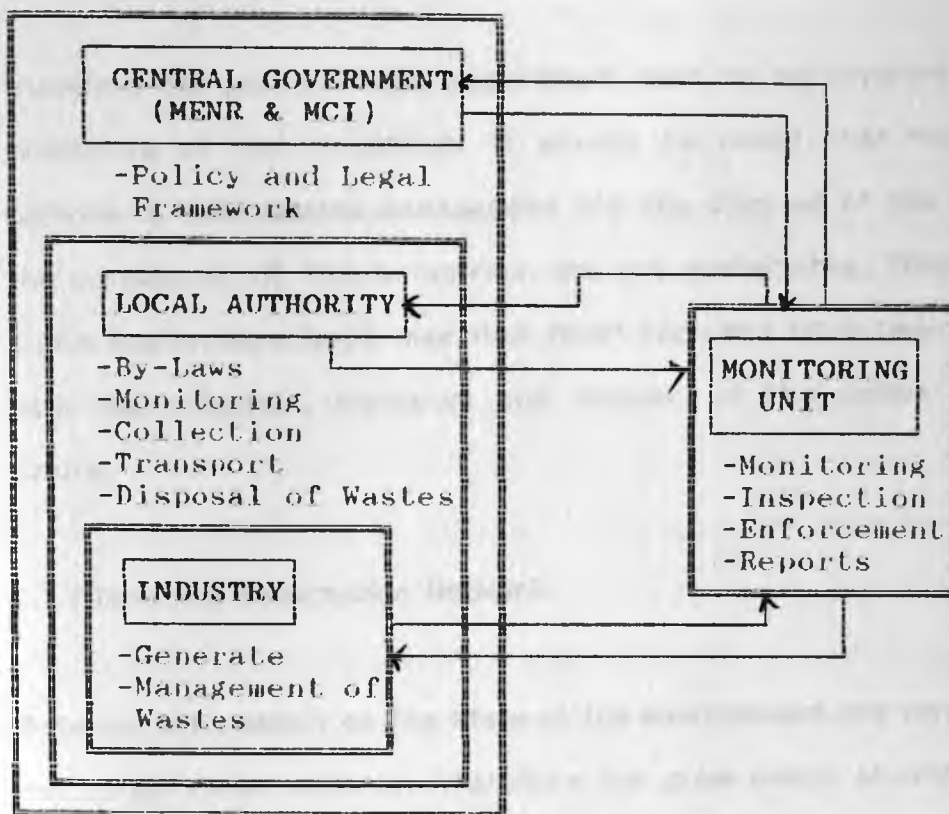 CENTRAL GOVERNMENT
(MENR & MCI)
-Policy and Legal
Framework
LOCAL AUTHORITY
-By-Laws
-Monitoring
-Collection
-Transport
-Disposal of Wastes
INDUSTRY
-Generate
-Management of
Wastes
MONITORING
UNIT
-Monitoring
-Inspection
-Enforcement
-Reports